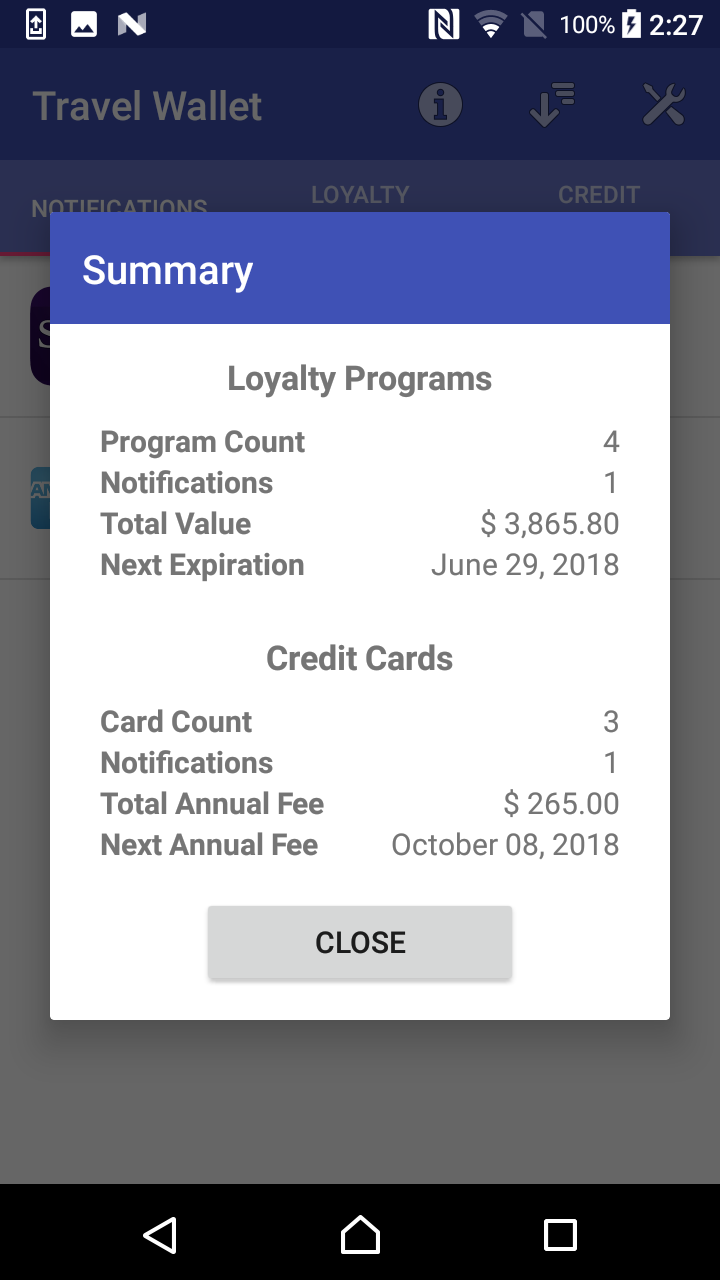 100% 2:27
Travel Wallet
NOTIFICATIONS LOYALTY CREDIT
Summary
Loyalty Programs
Program Count 4
Notifications 1
Total Value $ 3,865.80
Next Expiration June 29, 2018
Credit Cards
Card Count 3
Notifications 1
Total Annual Fee $ 265.00
Next Annual Fee October 08, 2018
CLOSE